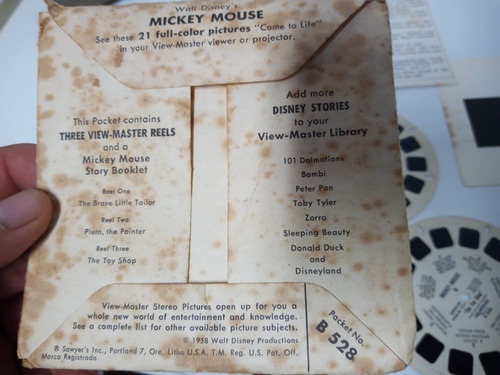 Walt Disney's
MICKEY MOUSE
See these 21 full-color pictures "Come to Life"
in your View-Master viewer or projector.
This Packet contains
THREE VIEW-MASTER REELS
and a
Mickey Mouse
Story Booklet
Reel One
The Brave Little Tailor
Reel Two
Pluto, the Painter
Reel Three
The Toy Shop
Add more
DISNEY STORIES
to your
View-Master Library
101 Dalmatians
Bambi
Peter Pan
Toby Tyler
Zorro
Sleeping Beauty
Donald Duck
and
Disneyland
View-Master Stereo Pictures open up for you a
whole new world of entertainment and knowledge.
See a complete list for other available picture subjects.
© 1958 Walt Disney Productions
® Sawyer's Inc., Portland 7, Ore. Litho U.S.A. T.M. Reg. U.S. Pat. Off.
Marca Registrada
Packet No.
B 528